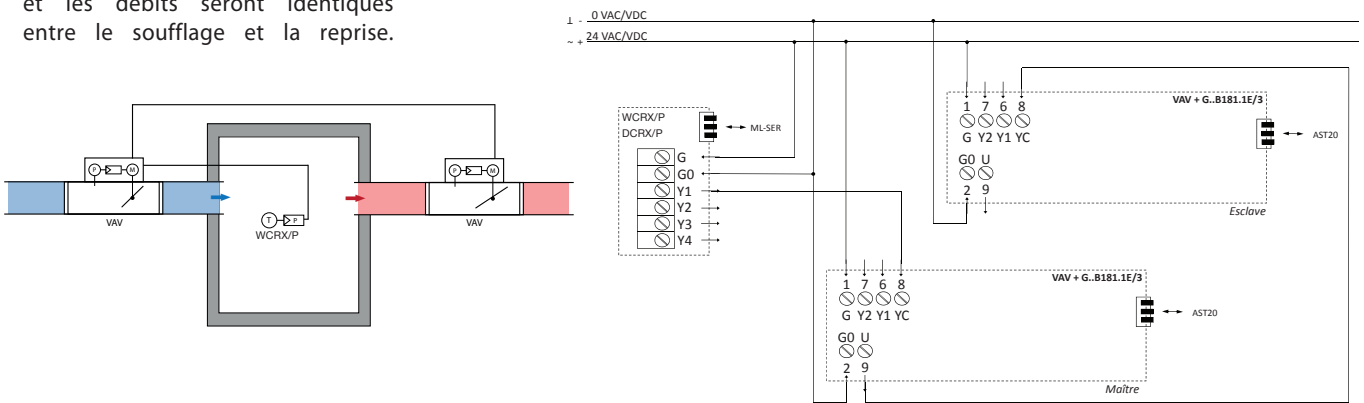 et les débits seront identiques
entre le soufflage et la reprise.
P M
VAV
T P
WCRX/P
P M
VAV
⊥ - 0 VAC/VDC
~ + 24 VAC/VDC
WCRX/P
DCRX/P
ML-SER
G
G0
Y1
Y2
Y3
Y4
VAV + G..B181.1E/3
1 7 6 8
G Y2 Y1 YC
AST20
G0 U
2 9
Esclave
VAV + G..B181.1E/3
1 7 6 8
G Y2 Y1 YC
AST20
G0 U
2 9
Maître